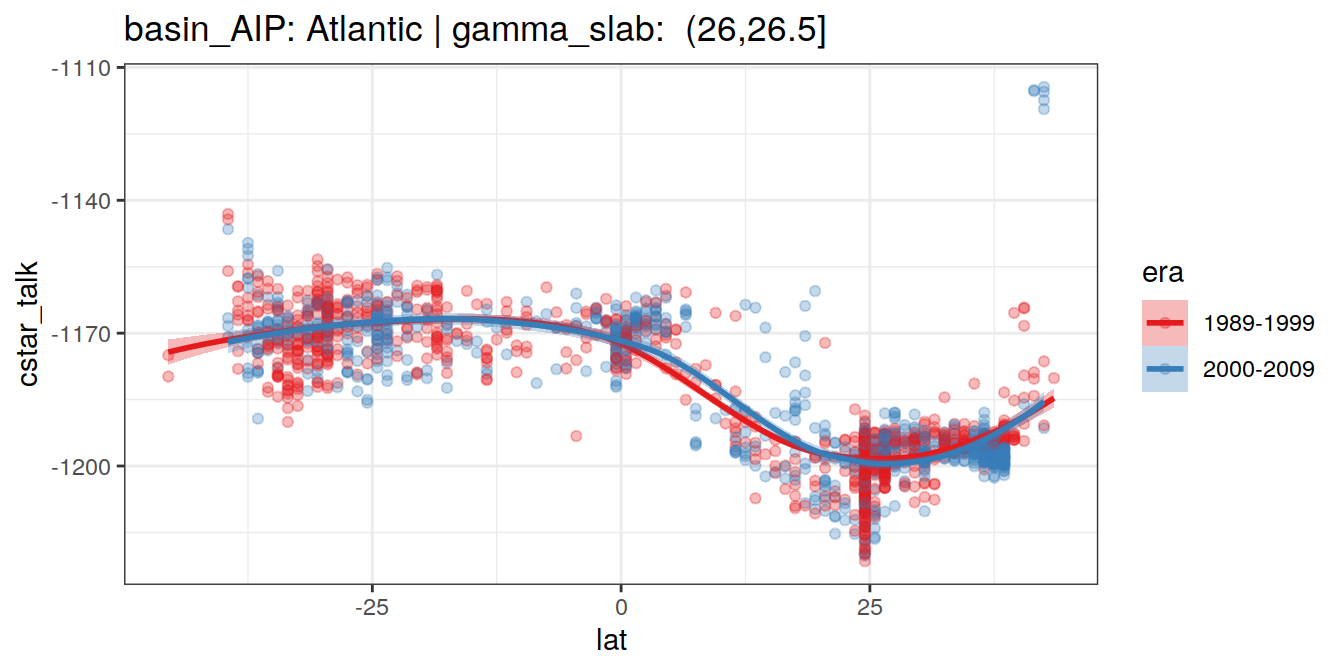 basin_AIP: Atlantic | gamma_slab:  (26,26.5]
-1110
-1140
-1170
-1200
cstar_talk
-25
0
25
lat
era
1989-1999
2000-2009